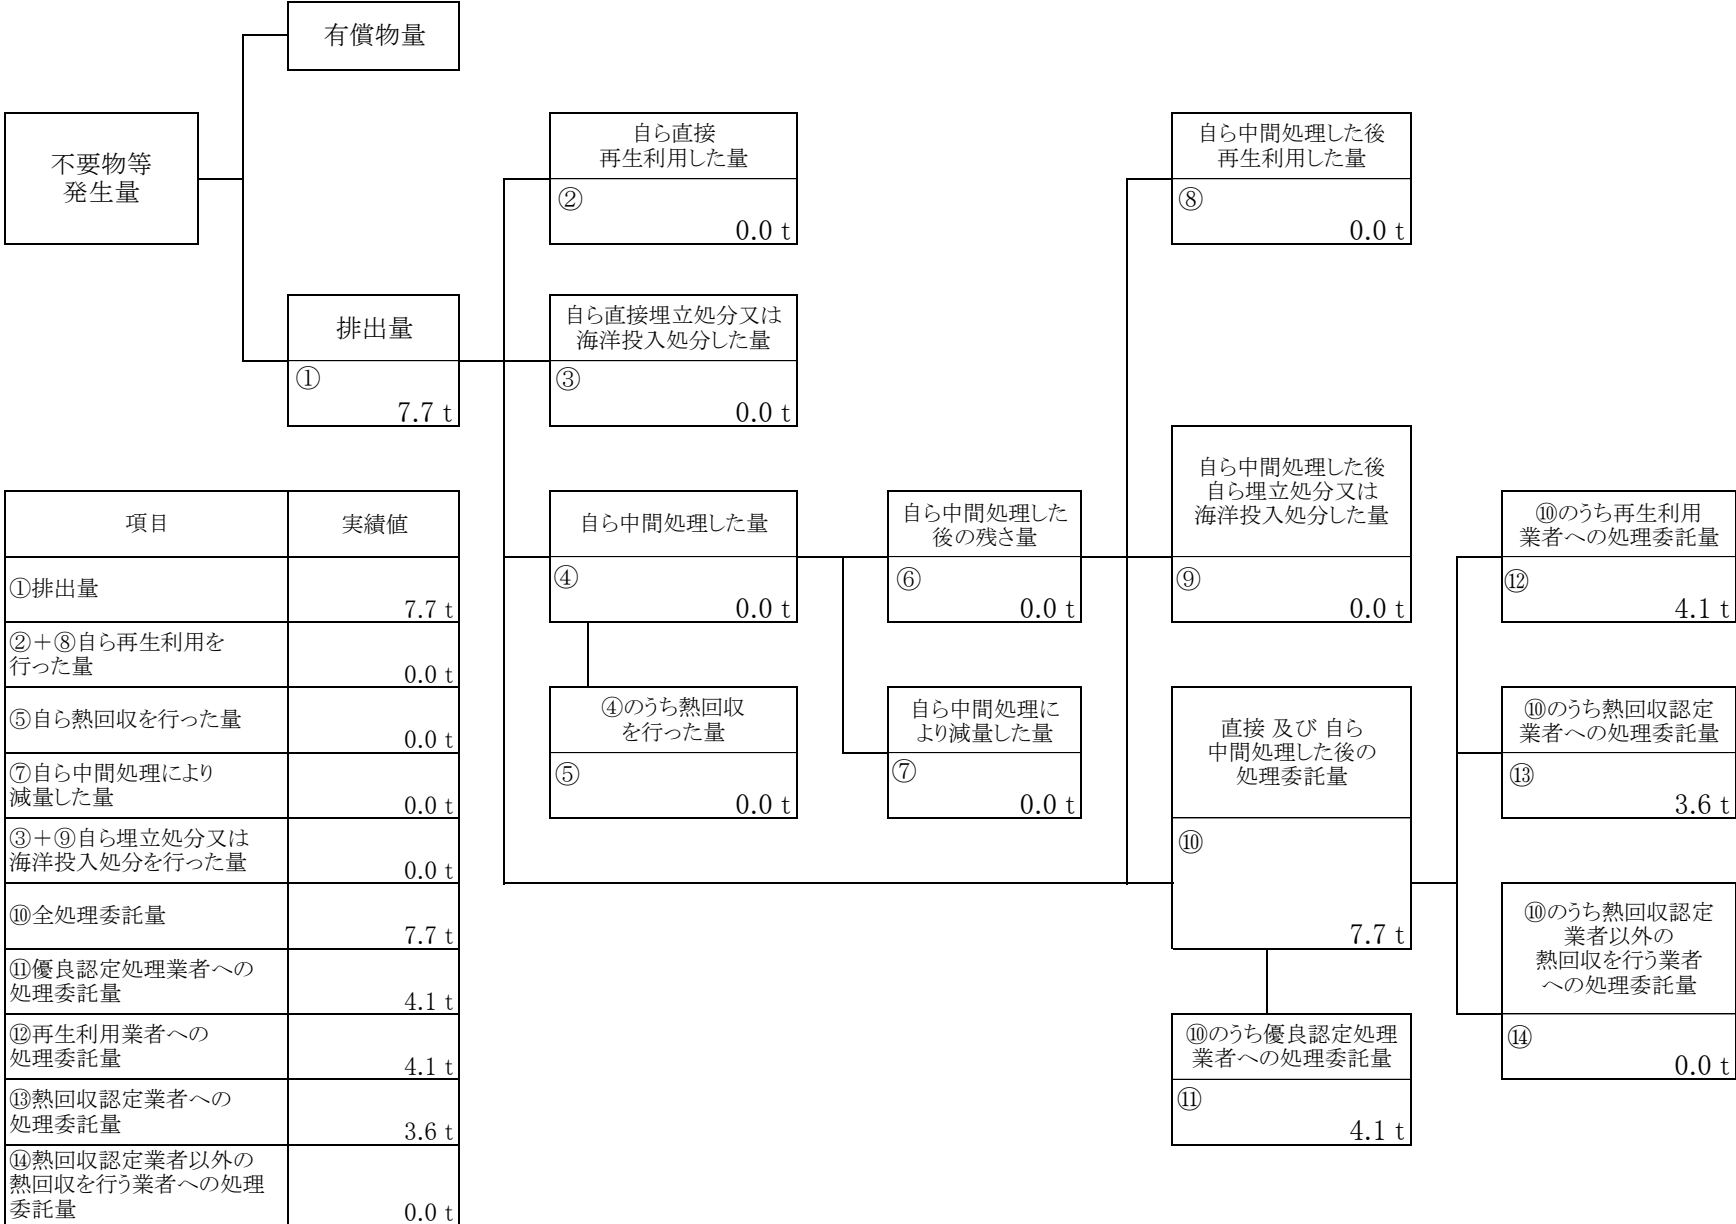 有償物量
不要物等
発生量
排出量
①
7.7 t
自ら直接
再生利用した量
②
0.0 t
自ら直接埋立処分又は
海洋投入処分した量
③
0.0 t
自ら中間処理した量
④
0.0 t
④のうち熱回収
を行った量
⑤
0.0 t
自ら中間処理した
後の残さ量
⑥
0.0 t
自ら中間処理に
より減量した量
⑦
0.0 t
自ら中間処理した後
再生利用した量
⑧
0.0 t
自ら中間処理した後
自ら埋立処分又は
海洋投入処分した量
⑨
0.0 t
直接 及び 自ら
中間処理した後の
処理委託量
⑩
7.7 t
⑩のうち優良認定処理
業者への処理委託量
⑪
4.1 t
⑩のうち再生利用
業者への処理委託量
⑫
4.1 t
⑩のうち熱回収認定
業者への処理委託量
⑬
3.6 t
⑩のうち熱回収認定
業者以外の
熱回収を行う業者
への処理委託量
⑭
0.0 t
項目 実績値
①排出量
7.7 t
②＋⑧自ら再生利用を
行った量
0.0 t
⑤自ら熱回収を行った量
0.0 t
⑦自ら中間処理により
減量した量
0.0 t
③＋⑨自ら埋立処分又は
海洋投入処分を行った量
0.0 t
⑩全処理委託量
7.7 t
⑪優良認定処理業者への
処理委託量
4.1 t
⑫再生利用業者への
処理委託量
4.1 t
⑬熱回収認定業者への
処理委託量
3.6 t
⑭熱回収認定業者以外の
熱回収を行う業者への処理
委託量
0.0 t